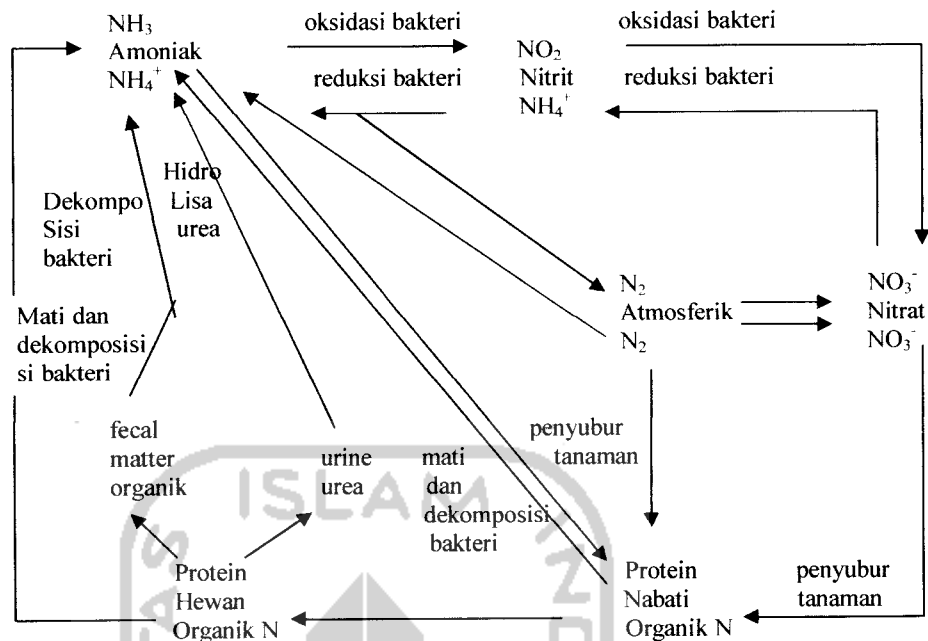 NH₃
Amoniak
NH₄⁺
oksidasi bakteri
reduksi bakteri
NO₂
Nitrit
NH₄⁺
oksidasi bakteri
reduksi bakteri
Hidro
Lisa
urea
Dekompo
Sisi
bakteri
Mati dan
dekomposisi
si bakteri
N₂
Atmosferik
N₂
NO₃⁻
Nitrat
NO₃⁻
fecal
matter
organik
urine
urea
mati
dan
dekomposisi
bakteri
penyubur
tanaman
Protein
Hewan
Organik N
Protein
Nabati
Organik N
penyubur
tanaman
ISLAM